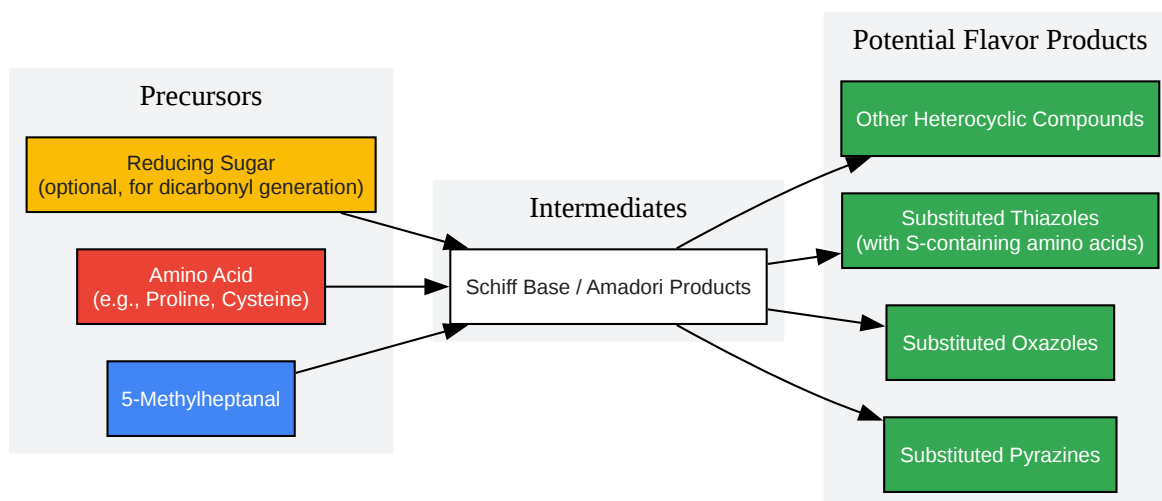 Precursors
Reducing Sugar
(optional, for dicarbonyl generation)
Amino Acid
(e.g., Proline, Cysteine)
5-Methylheptanal
Intermediates
Schiff Base / Amadori Products
Potential Flavor Products
Other Heterocyclic Compounds
Substituted Thiazoles
(with S-containing amino acids)
Substituted Oxazoles
Substituted Pyrazines